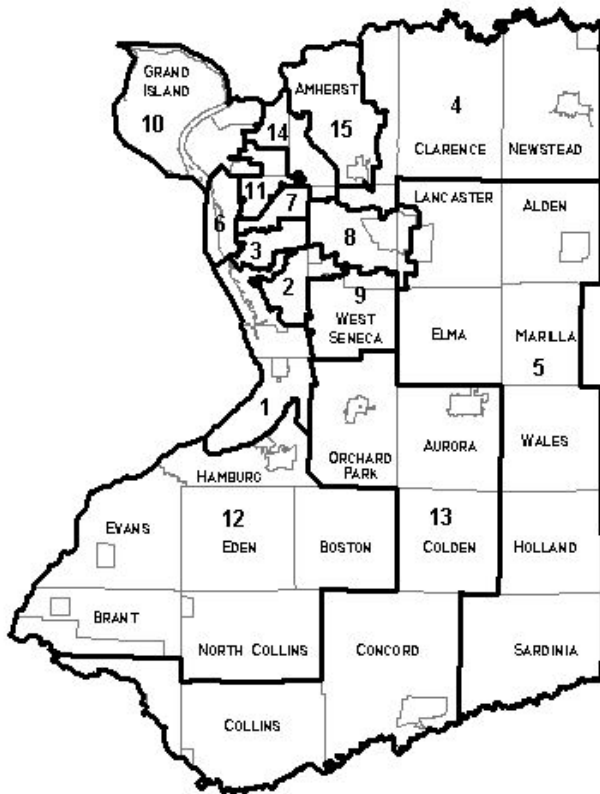 GRAND
ISLAND
10
AMHERST
15
4
CLARENCE
NEWSTEAD
14
11
7
6
3
8
LANCASTER
ALDEN
2
9
WEST
SENECA
ELMA
MARILLA
5
1
ORCHARD
PARK
AURORA
WALES
HAMBURG
EVANS
12
EDEN
BOSTON
13
COLDEN
HOLLAND
BRANT
NORTH COLLINS
CONCORD
SARDINIA
COLLINS